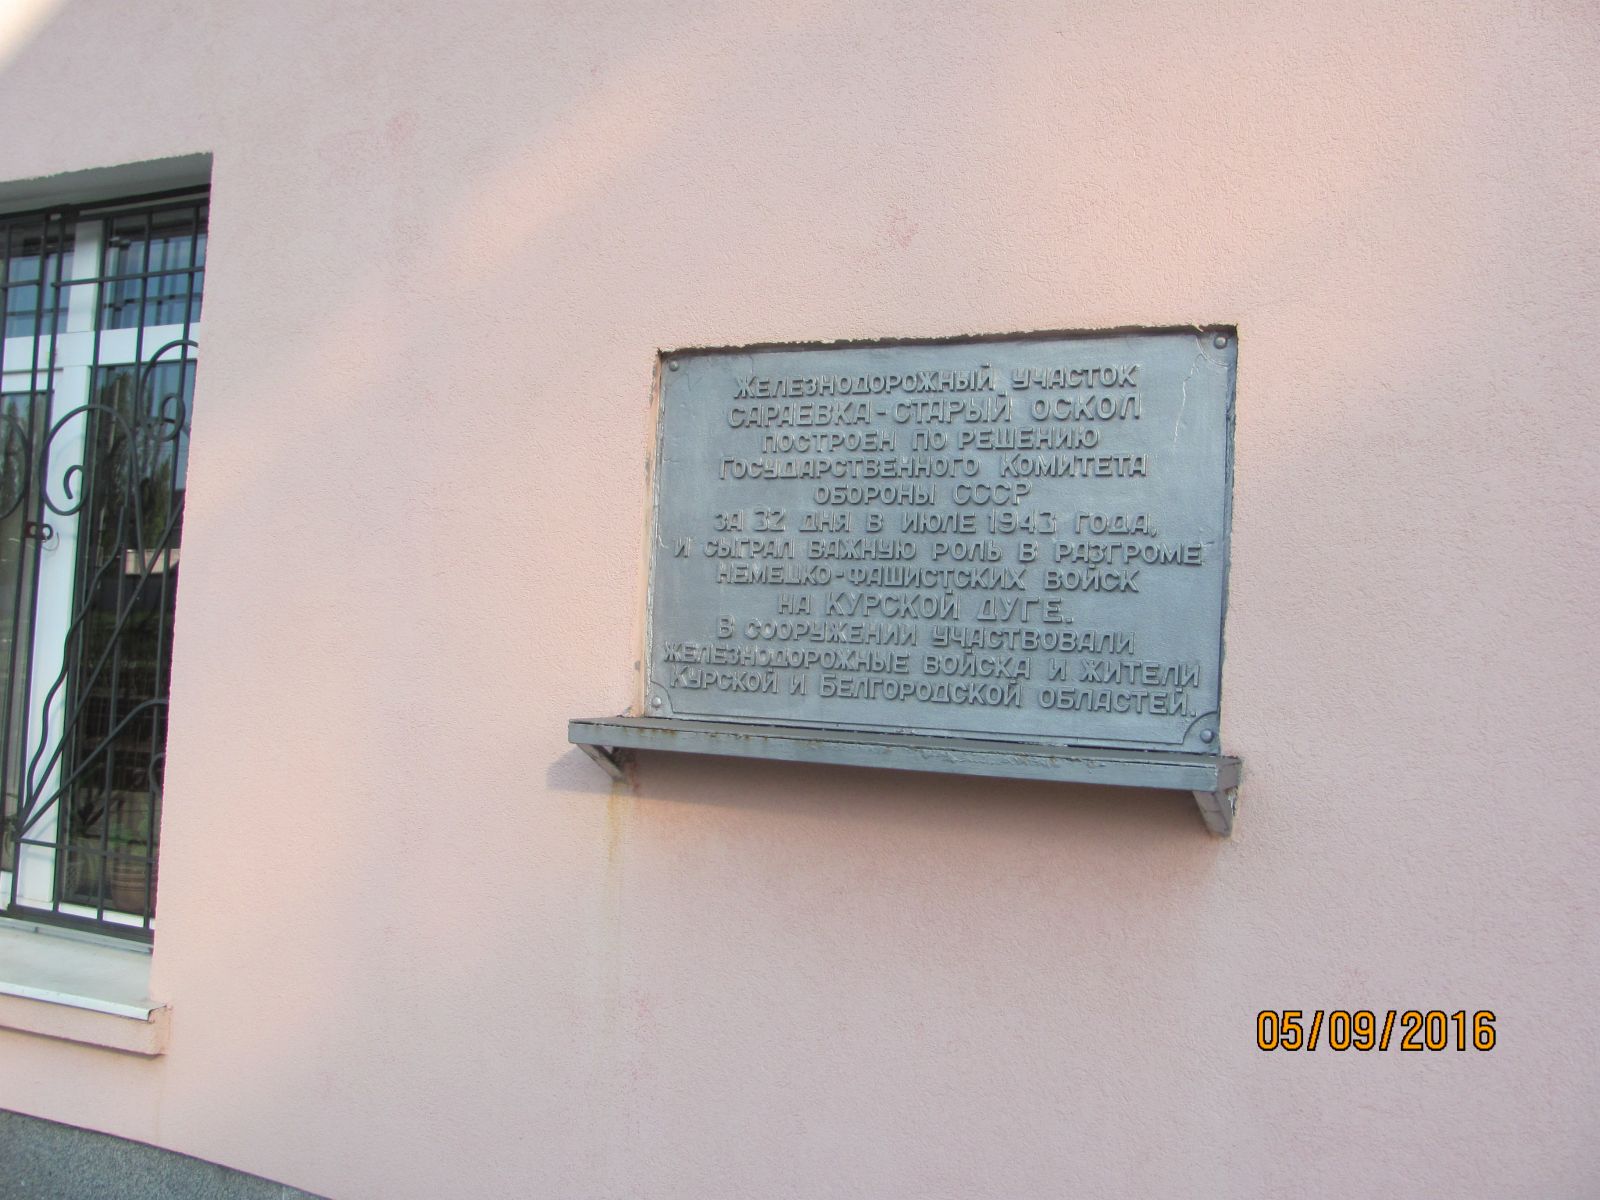 ЖЕЛЕЗНОДОРОЖНЫЙ УЧАСТОК
САРАЕВКА-СТАРЫЙ ОСКОЛ
ПОСТРОЕН ПО РЕШЕНИЮ
ГОСУДАРСТВЕННОГО КОМИТЕТА
ОБОРОНЫ СССР
ЗА 32 ДНЯ В ИЮЛЕ 1943 ГОДА,
И СЫГРАЛ ВАЖНУЮ РОЛЬ В РАЗГРОМЕ
НЕМЕЦКО-ФАШИСТСКИХ ВОЙСК
НА КУРСКОЙ ДУГЕ.
В СООРУЖЕНИИ УЧАСТВОВАЛИ
ЖЕЛЕЗНОДОРОЖНЫЕ ВОЙСКА И ЖИТЕЛИ
КУРСКОЙ И БЕЛГОРОДСКОЙ ОБЛАСТЕЙ.
05/09/2016